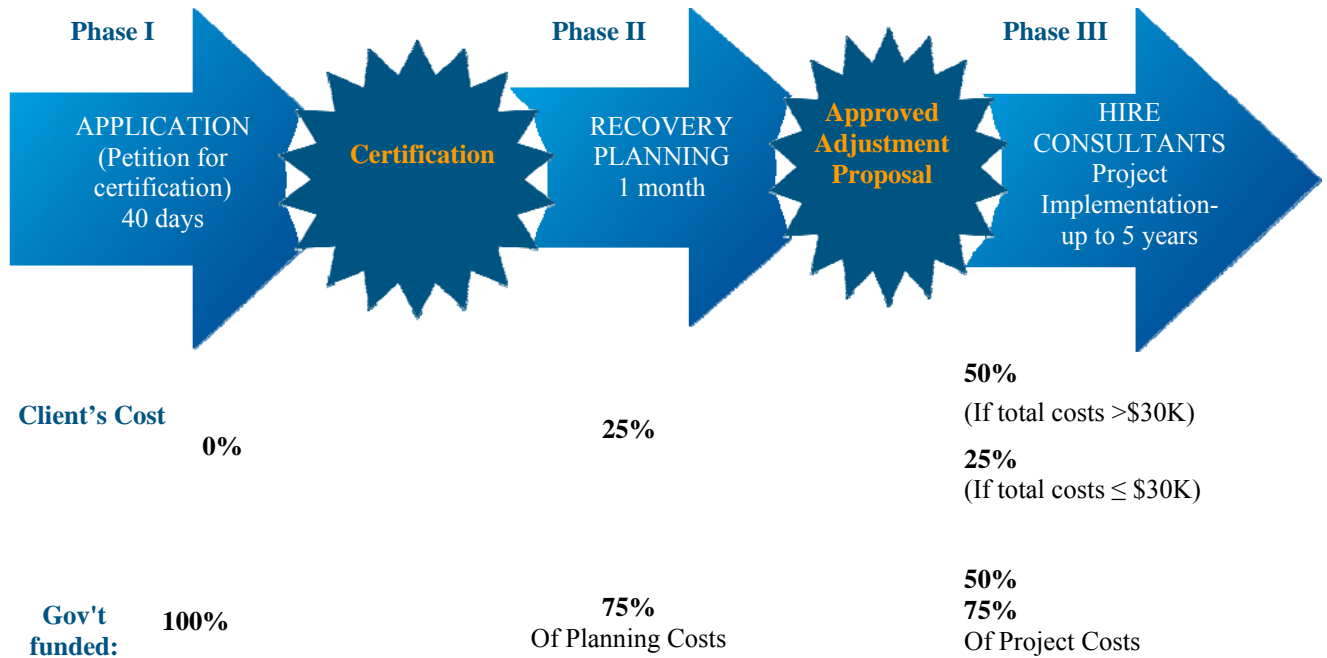 Phase I
Phase II
Phase III
APPLICATION
(Petition for
certification)
40 days
Certification
RECOVERY
PLANNING
1 month
Approved
Adjustment
Proposal
HIRE
CONSULTANTS
Project
Implementation-
up to 5 years
Client's Cost
0%
25%
50%
(If total costs >$30K)
25%
(If total costs ≤ $30K)
Gov't
funded:
100%
75%
Of Planning Costs
50%
75%
Of Project Costs